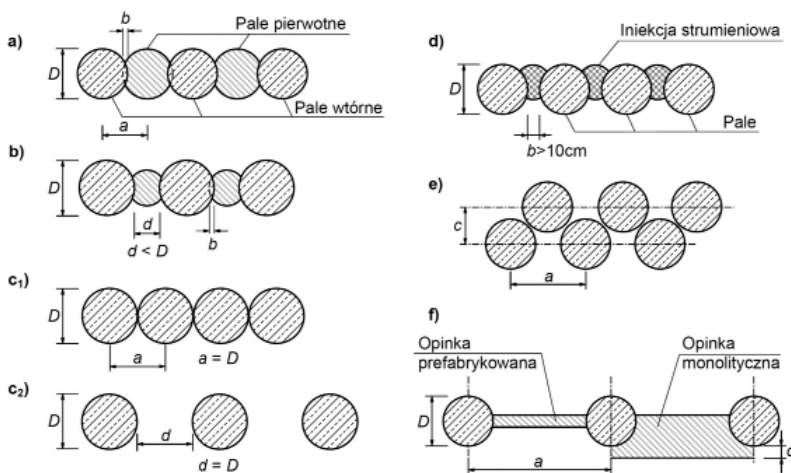 a)
b
Pale pierwotne
D
Pale wtórne
a
b)
D
d
d < D
b
c₁)
D
a
a = D
c₂)
D
d
d = D
d)
Iniekcja strumieniowa
D
Pale
b>10cm
e)
c
a
f)
Opinka
prefabrykowana
Opinka
monolityczna
D
a